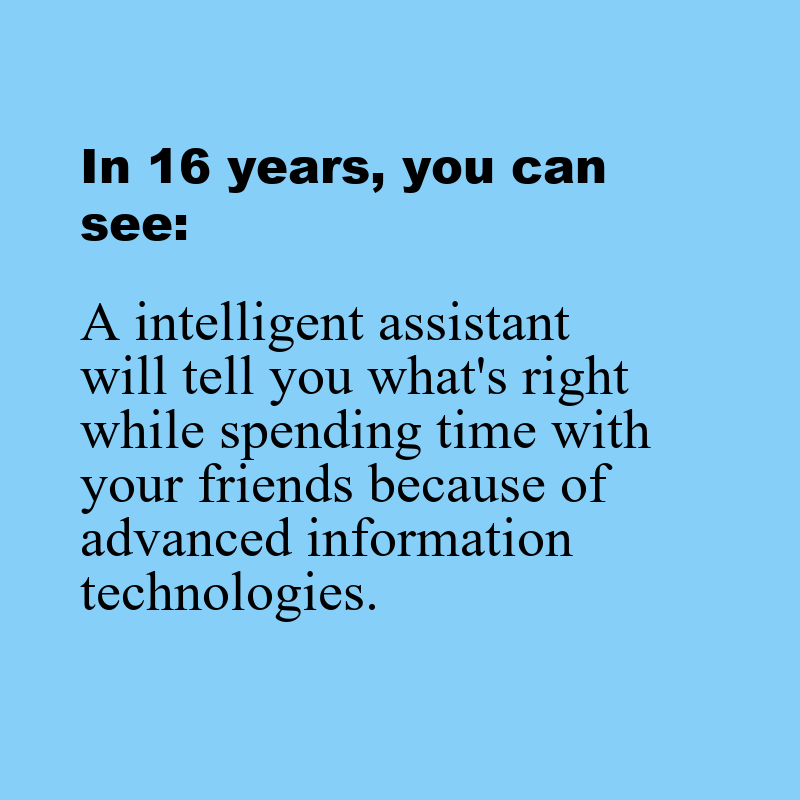 In 16 years, you can
see:
A intelligent assistant
will tell you what's right
while spending time with
your friends because of
advanced information
technologies.